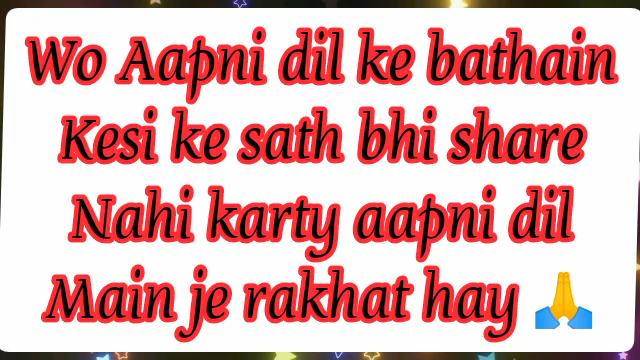 Wo Aapni dil ke bathain
Kesi ke sath bhi share
Nahi karty aapni dil
Main je rakhat hay 🙏